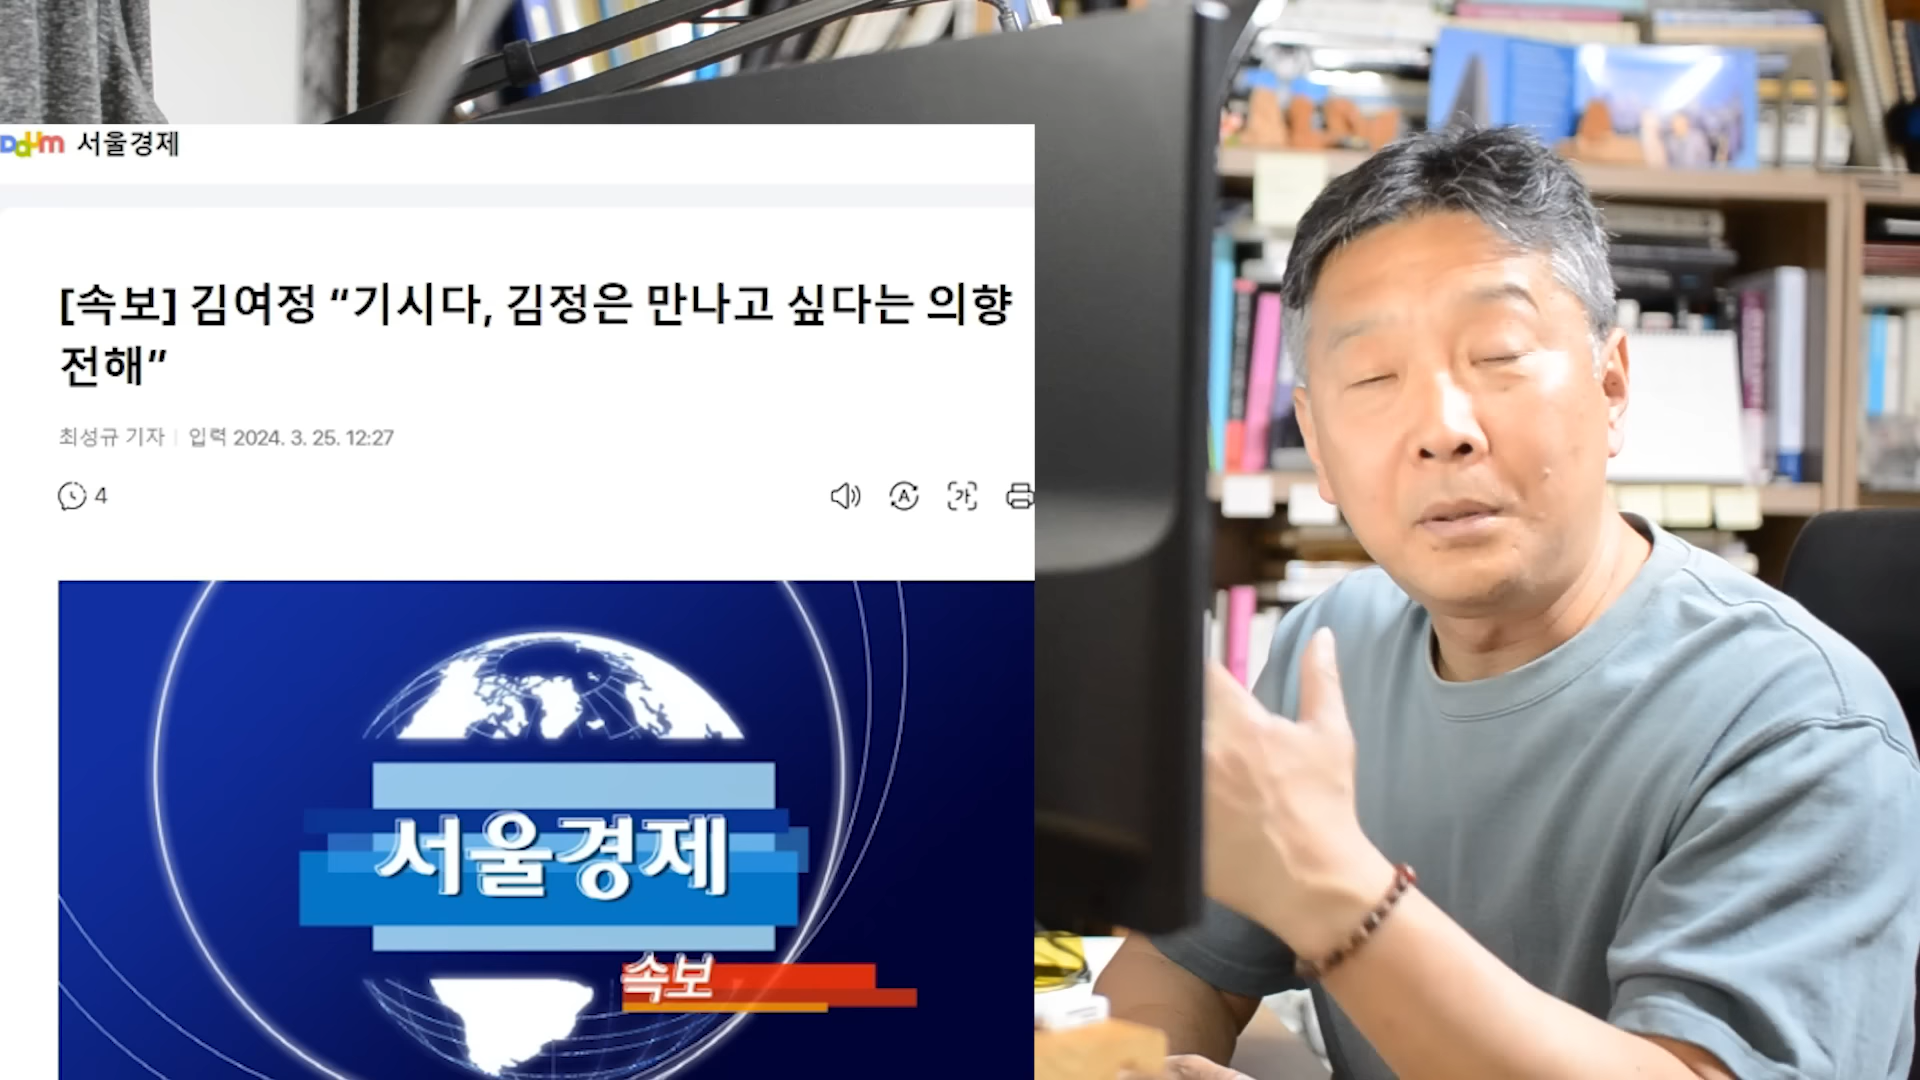 Daum 서울경제
[속보] 김여정 “기시다, 김정은 만나고 싶다는 의향
전해”
최성규 기자 | 입력 2024. 3. 25. 12:27
4
가
서울경제
속보